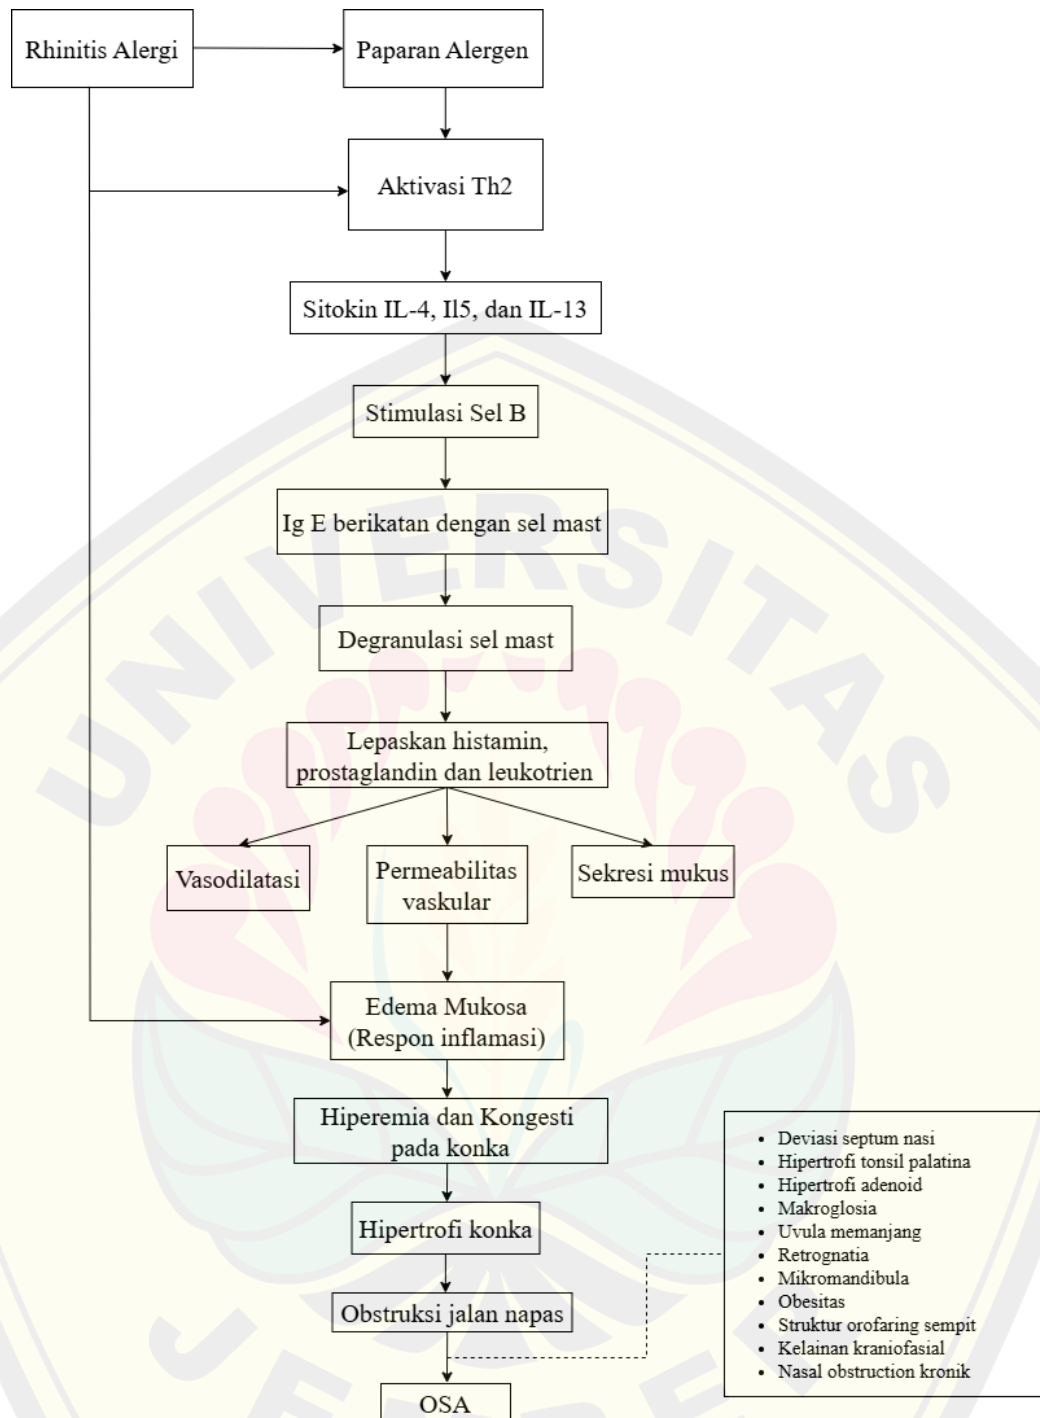 Rhinitis Alergi
Paparan Alergen
Aktivasi Th2
Sitokin IL-4, Il5, dan IL-13
Stimulasi Sel B
Ig E berikatan dengan sel mast
Degranulasi sel mast
Lepaskan histamin,
prostaglandin dan leukotrien
Vasodilatasi
Permeabilitas
vaskular
Sekresi mukus
Edema Mukosa
(Respon inflamasi)
Hiperemia dan Kongesti
pada konka
Hipertrofi konka
Obstruksi jalan napas
OSA
• Deviasi septum nasi
• Hipertrofi tonsil palatina
• Hipertrofi adenoid
• Makroglosia
• Uvula memanjang
• Retrognatia
• Mikromandibula
• Obesitas
• Struktur orofaring sempit
• Kelainan kraniofasial
• Nasal obstruction kronik
UNIVERSITAS
JEMBER